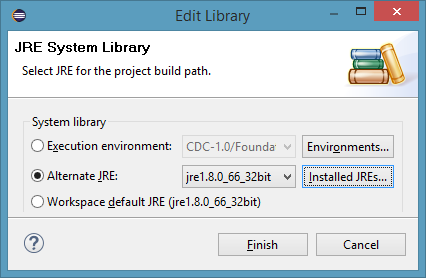 Edit Library
JRE System Library
Select JRE for the project build path.
System library
Execution environment: CDC-1.0/Foundat Environments...
Alternate JRE: jre1.8.0_66_32bit Installed JREs...
Workspace default JRE (jre1.8.0_66_32bit)
? Finish Cancel